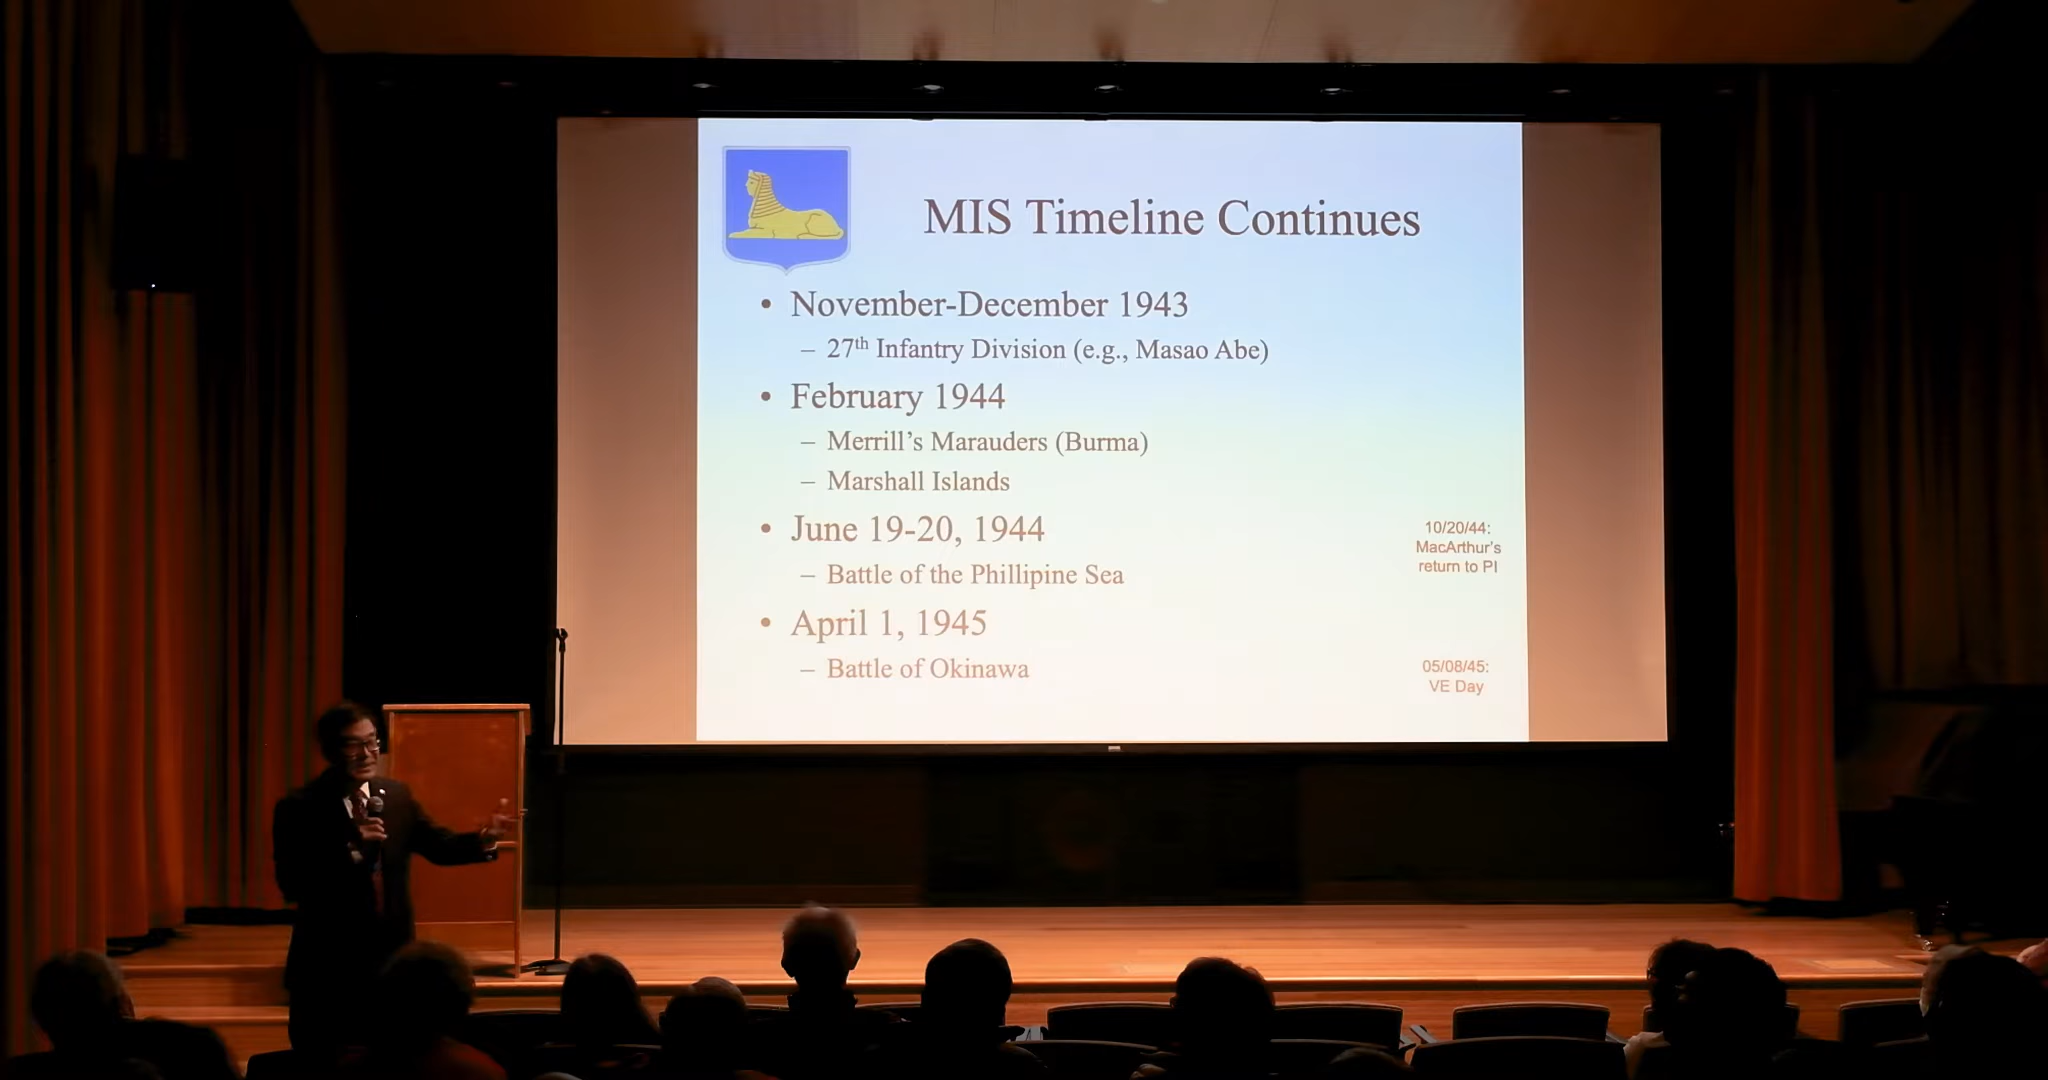 MIS Timeline Continues
• November-December 1943
– 27th Infantry Division (e.g., Masao Abe)
• February 1944
– Merrill’s Marauders (Burma)
– Marshall Islands
• June 19-20, 1944
– Battle of the Phillipine Sea
• April 1, 1945
– Battle of Okinawa
10/20/44:
MacArthur’s
return to PI
05/08/45:
VE Day